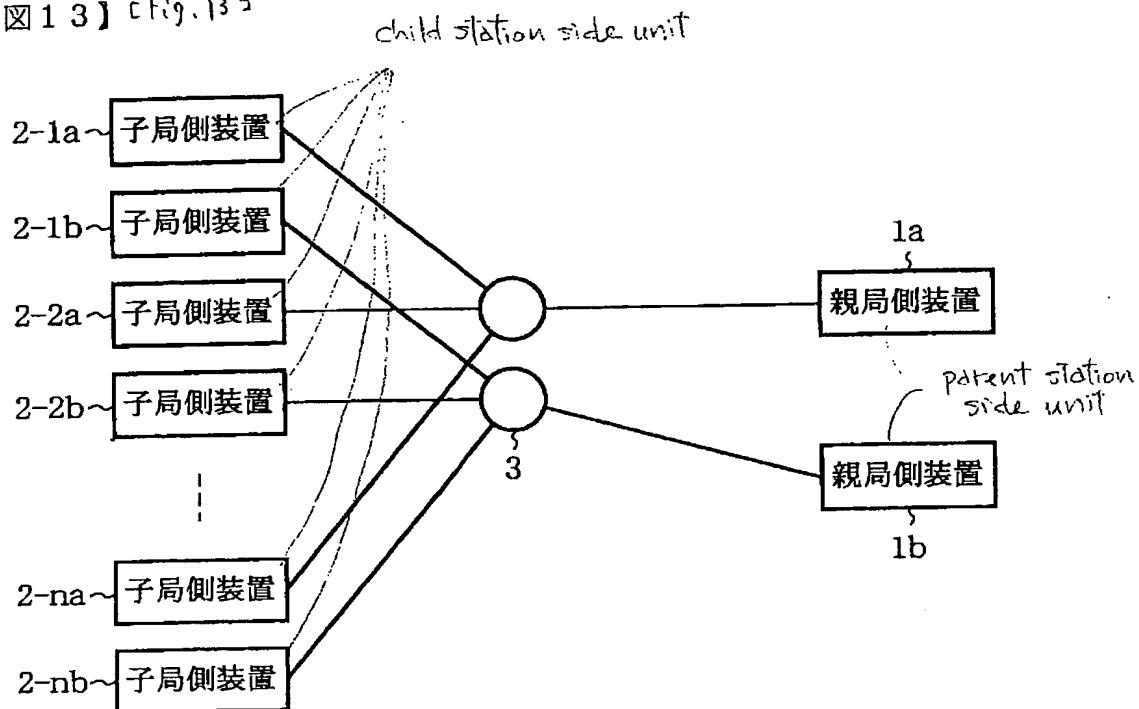 図13】[Fig.13]
child station side unit
2-1a 子局側装置
2-1b 子局側装置
2-2a 子局側装置
2-2b 子局側装置
2-na 子局側装置
2-nb 子局側装置
3
1a
親局側装置
parent station
side unit
親局側装置
1b